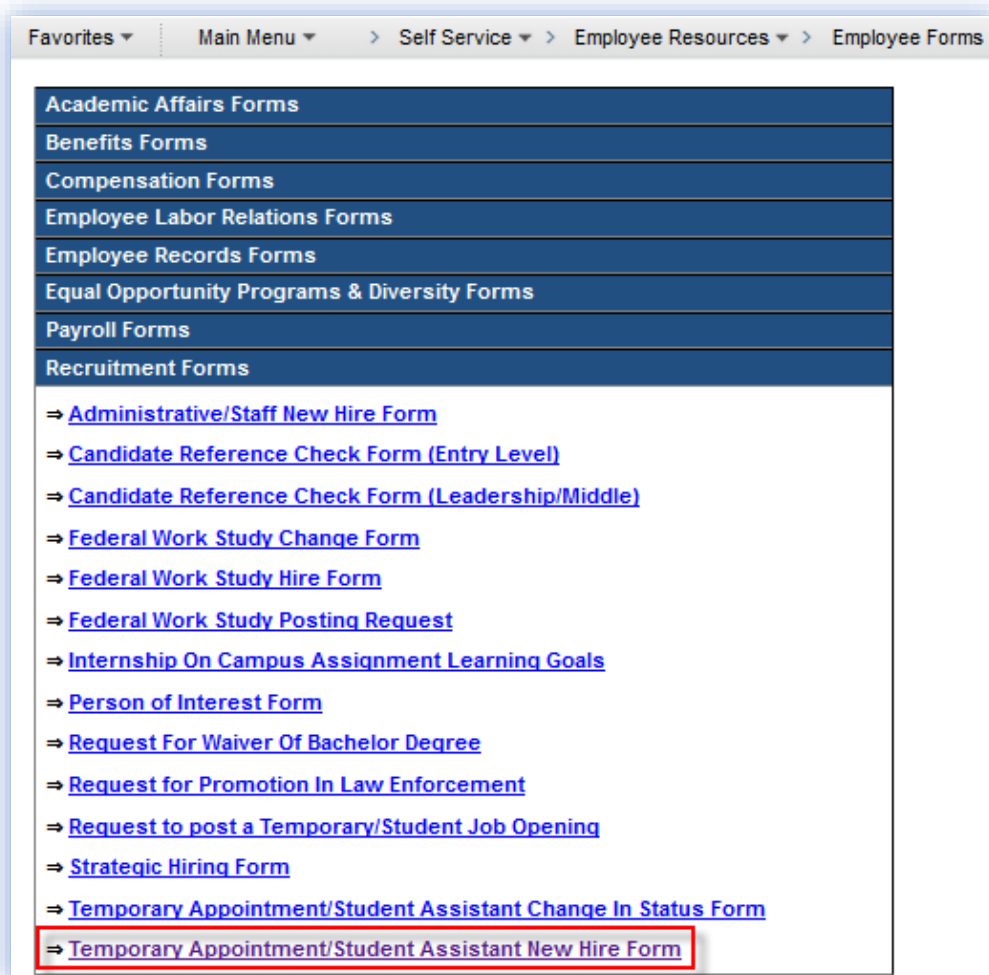 Favorites Main Menu > Self Service > Employee Resources > Employee Forms
Academic Affairs Forms
Benefits Forms
Compensation Forms
Employee Labor Relations Forms
Employee Records Forms
Equal Opportunity Programs & Diversity Forms
Payroll Forms
Recruitment Forms
⇒ Administrative/Staff New Hire Form
⇒ Candidate Reference Check Form (Entry Level)
⇒ Candidate Reference Check Form (Leadership/Middle)
⇒ Federal Work Study Change Form
⇒ Federal Work Study Hire Form
⇒ Federal Work Study Posting Request
⇒ Internship On Campus Assignment Learning Goals
⇒ Person of Interest Form
⇒ Request For Waiver Of Bachelor Degree
⇒ Request for Promotion In Law Enforcement
⇒ Request to post a Temporary/Student Job Opening
⇒ Strategic Hiring Form
⇒ Temporary Appointment/Student Assistant Change In Status Form
⇒ Temporary Appointment/Student Assistant New Hire Form